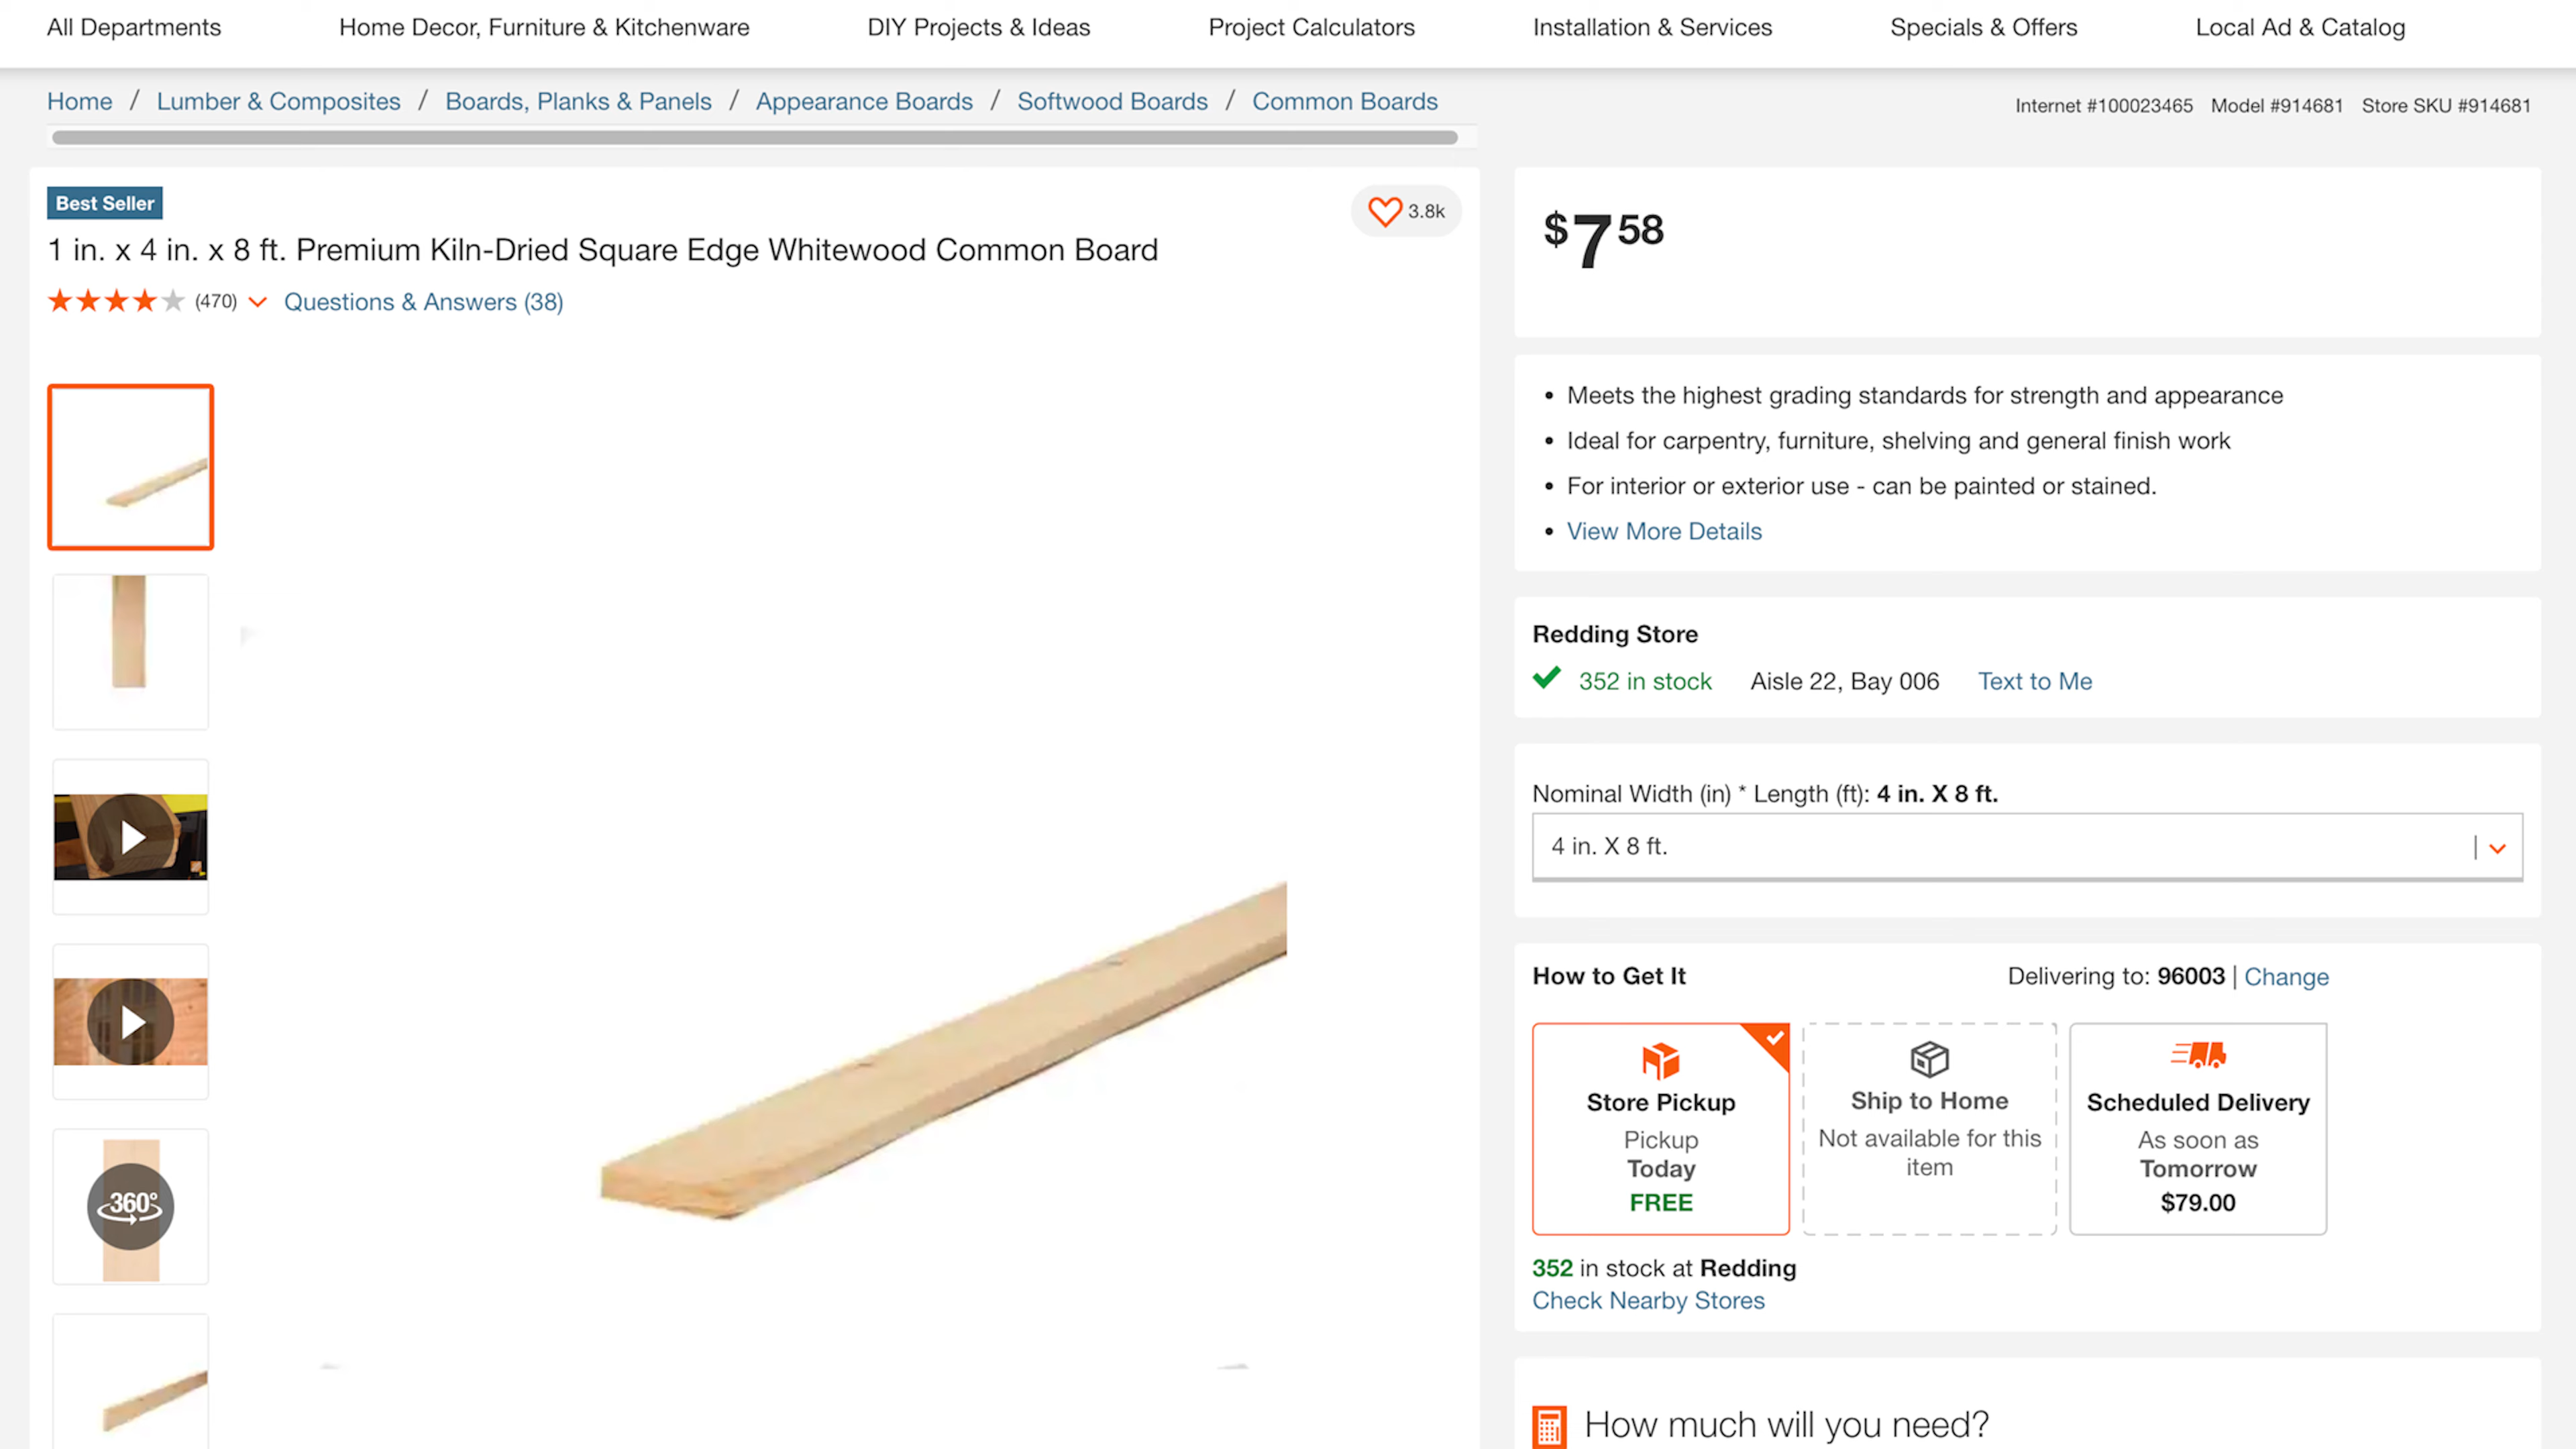 All Departments
Home Decor, Furniture & Kitchenware
DIY Projects & Ideas
Project Calculators
Installation & Services
Specials & Offers
Local Ad & Catalog
Home / Lumber & Composites / Boards, Planks & Panels / Appearance Boards / Softwood Boards / Common Boards
Internet #100023465 Model #914681 Store SKU #914681
Best Seller
3.8k
1 in. x 4 in. x 8 ft. Premium Kiln-Dried Square Edge Whitewood Common Board
(470)
Questions & Answers (38)
360°
$7 58
• Meets the highest grading standards for strength and appearance
• Ideal for carpentry, furniture, shelving and general finish work
• For interior or exterior use - can be painted or stained.
• View More Details
Redding Store
352 in stock Aisle 22, Bay 006 Text to Me
Nominal Width (in) * Length (ft): 4 in. X 8 ft.
4 in. X 8 ft.
How to Get It
Delivering to: 96003 | Change
Store Pickup
Pickup
Today
FREE
Ship to Home
Not available for this
item
Scheduled Delivery
As soon as
Tomorrow
$79.00
352 in stock at Redding
Check Nearby Stores
How much will you need?